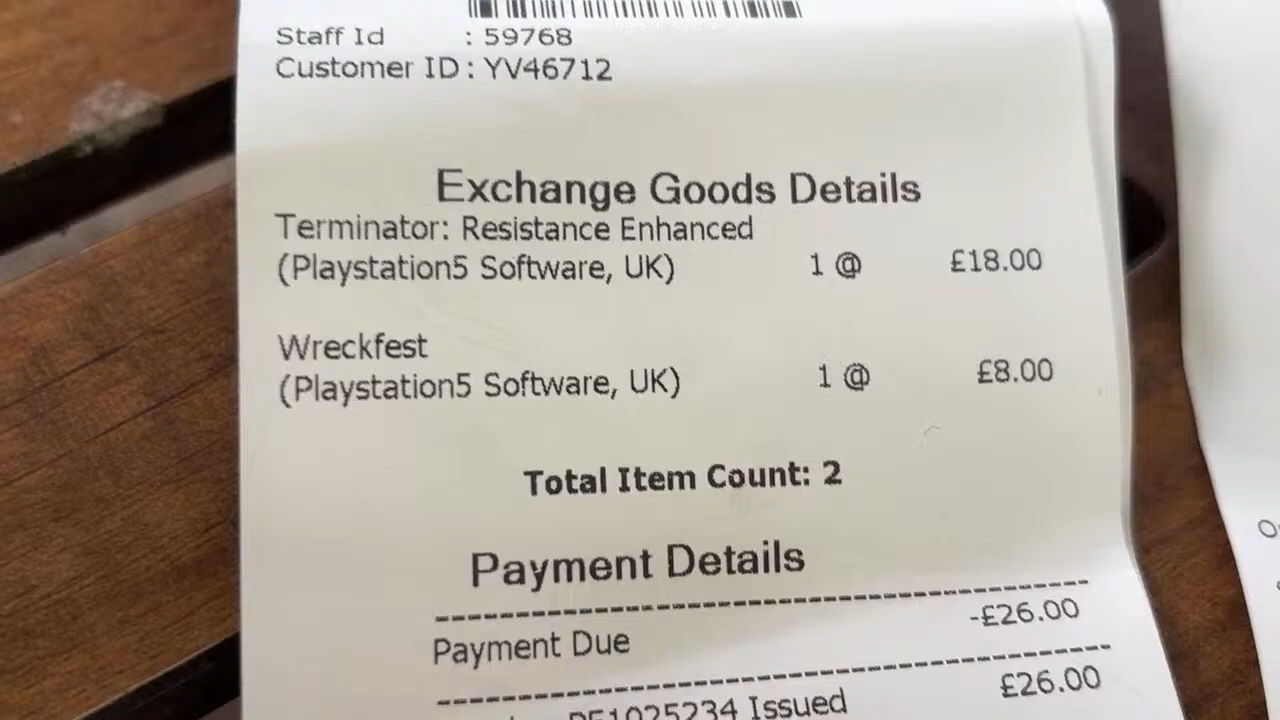 Staff Id : 59768
Customer ID : YV46712
Exchange Goods Details
Terminator: Resistance Enhanced
(Playstation5 Software, UK) 1 @ £18.00
Wreckfest
(Playstation5 Software, UK) 1 @ £8.00
Total Item Count: 2
Payment Details
Payment Due -£26.00
Issued £26.00